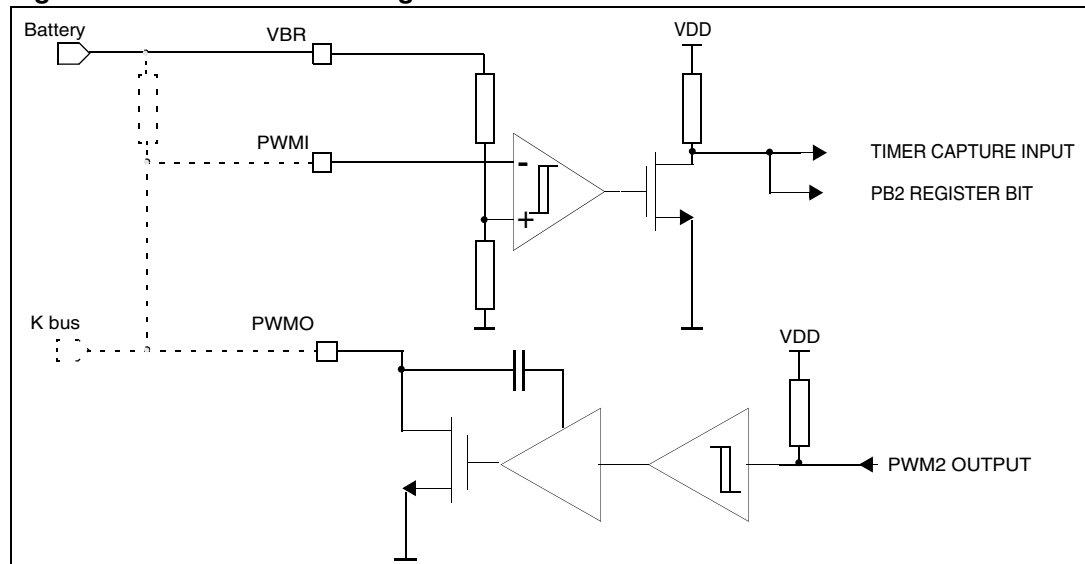 Battery
VBR
VDD
PWMI
-
TIMER CAPTURE INPUT
PB2 REGISTER BIT
+
K bus
PWMO
VDD
PWM2 OUTPUT